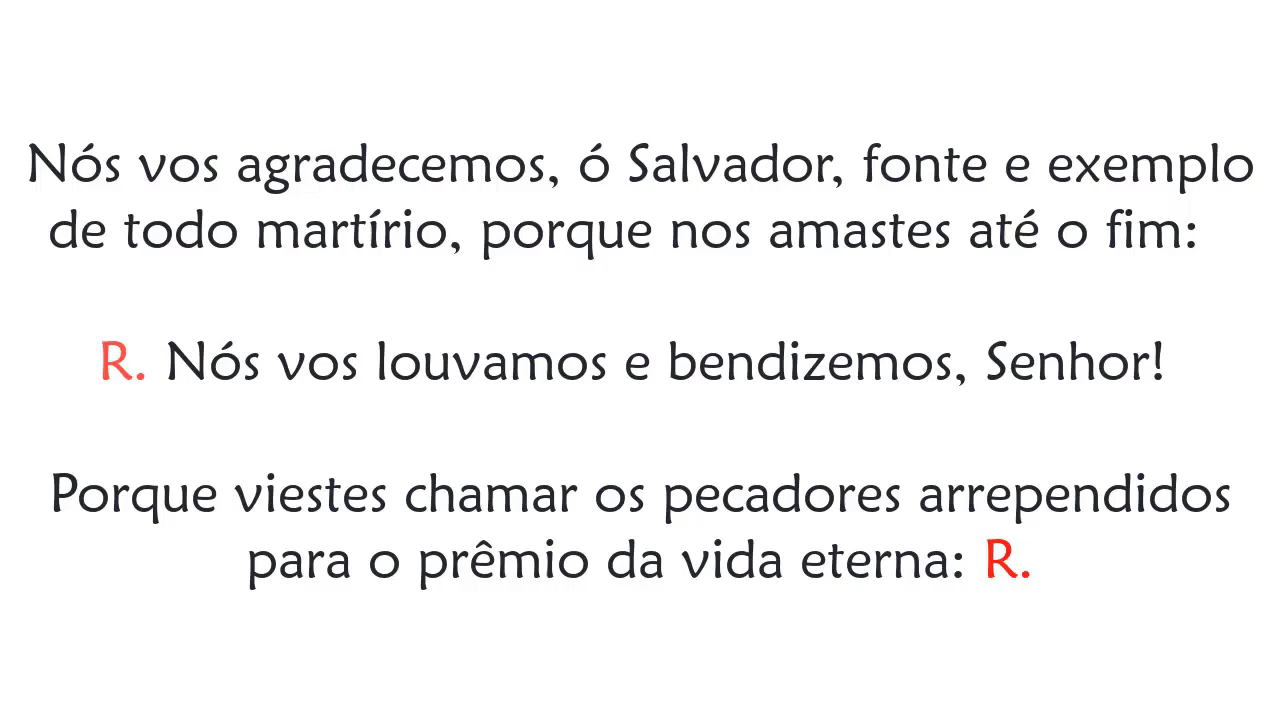 Nós vos agradecemos, ó Salvador, fonte e exemplo
de todo martírio, porque nos amastes até o fim:
R. Nós vos louvamos e bendizemos, Senhor!
Porque viestes chamar os pecadores arrependidos
para o prêmio da vida eterna: R.